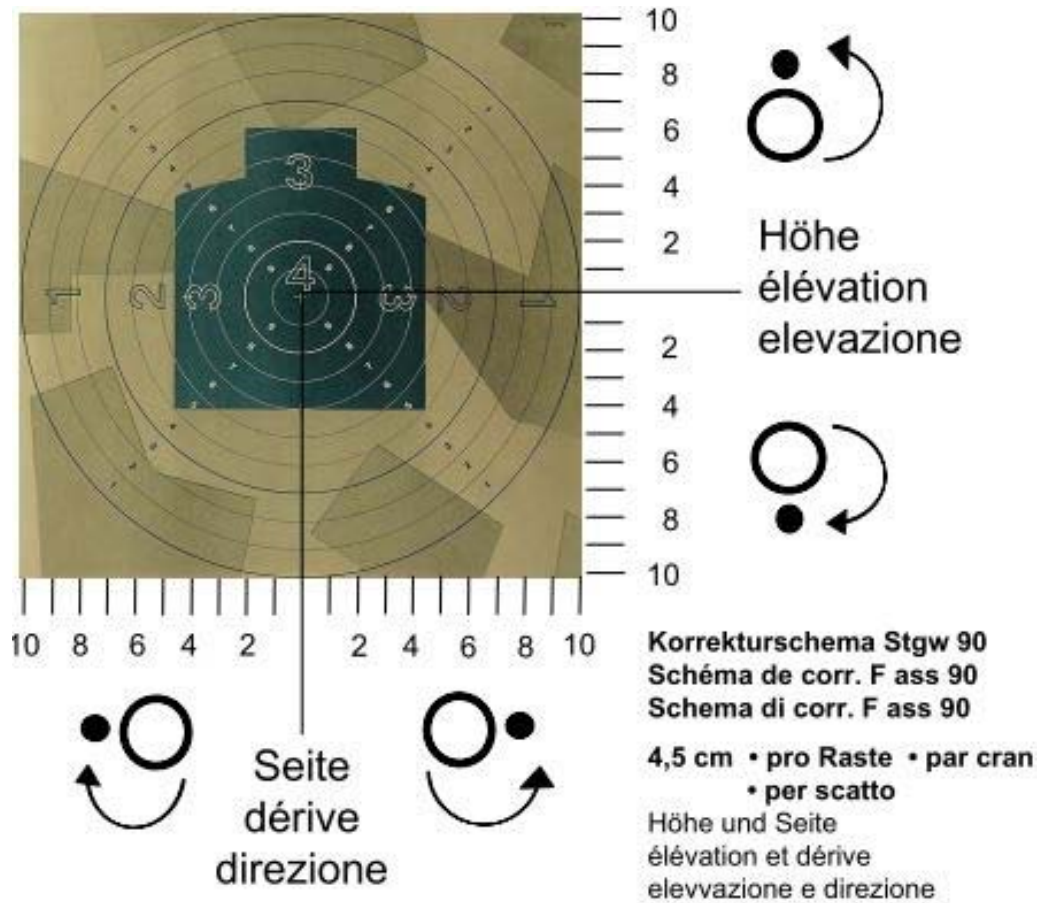 10
8
6
4
2
2
4
6
8
10
3
4
1 2 3 3 2 1
Höhe
élévation
elevazione
10 8 6 4 2 2 4 6 8 10
Seite
dérive
direzione
Korrekturschema Stgw 90
Schéma de corr. F ass 90
Schema di corr. F ass 90
4,5 cm • pro Raste • par cran
• per scatto
Höhe und Seite
élévation et dérive
elevvazione e direzione